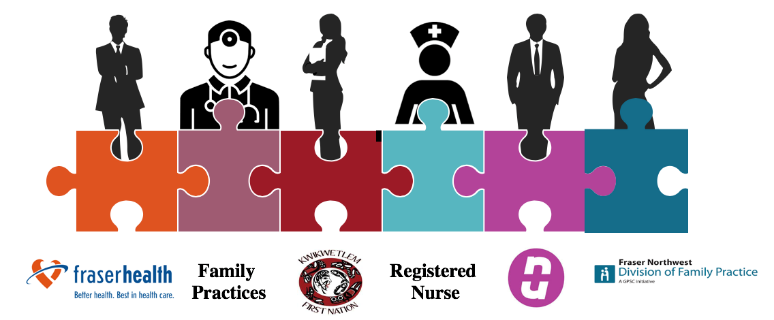 fraserhealth
Better health. Best in health care.
Family
Practices
KWIKWETLEM
FIRST NATION
Registered
Nurse
nu
Fraser Northwest
Division of Family Practice
A GPSC initiative